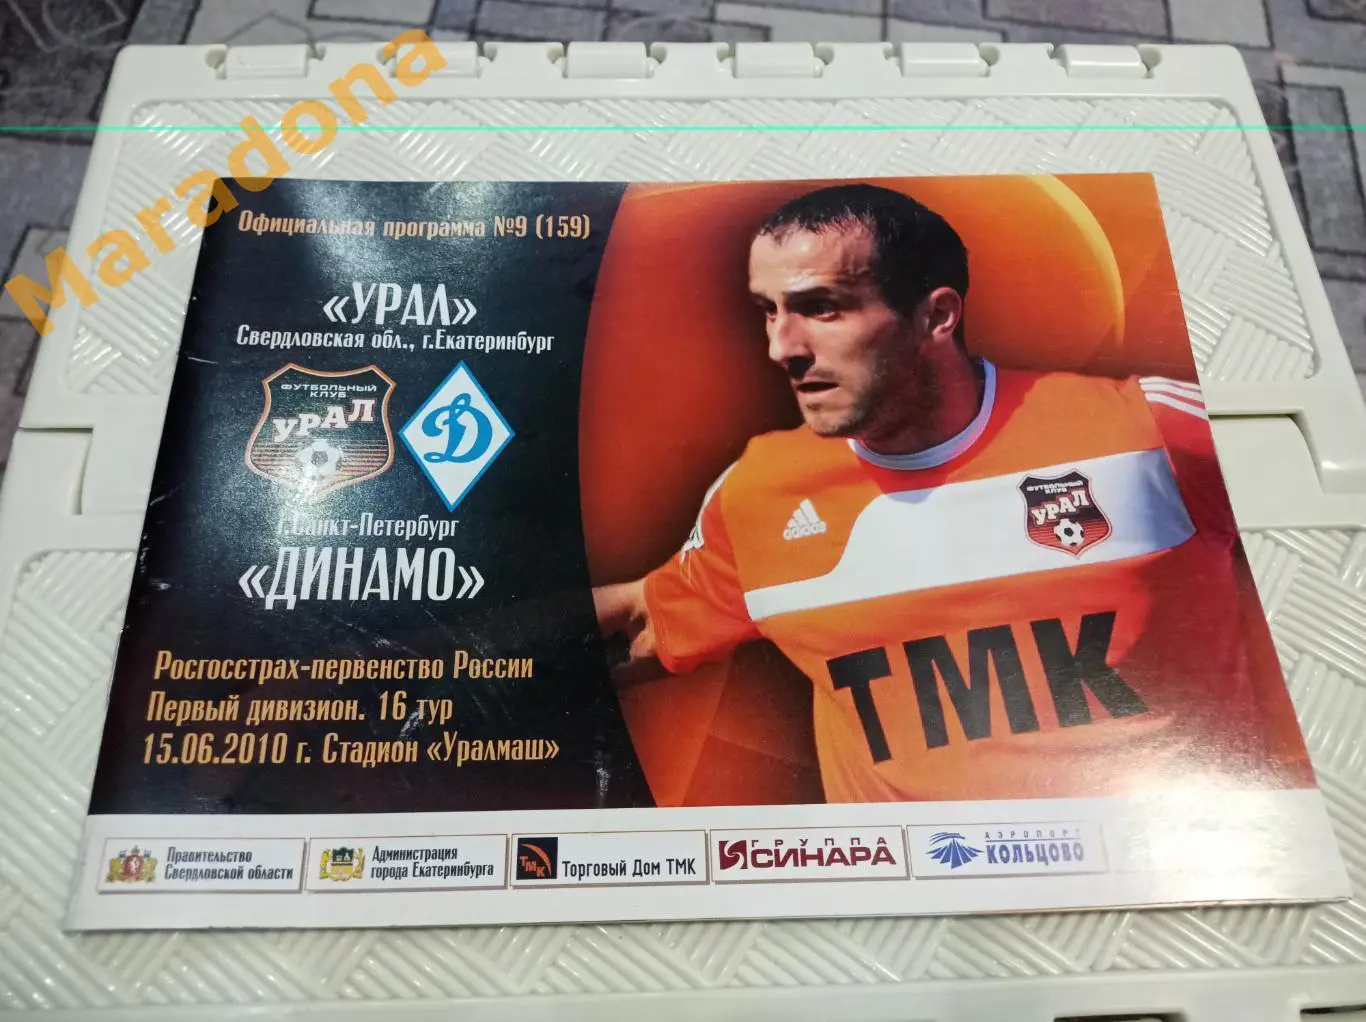 Maradona
Официальная программа №9 (159)
«УРАЛ»
Свердловская обл., г.Екатеринбург
ФУТБОЛЬНЫЙ
КЛУБ
УРАЛ
Д
г.Санкт-Петербург
«ДИНАМО»
Росгосстрах-первенство России
Первый дивизион. 16 тур
15.06.2010 г. Стадион «Уралмаш»
adidas
ФУТБОЛЬНЫЙ
КЛУБ
УРАЛ
ТМК
Правительство
Свердловской области
Администрация
города Екатеринбурга
ТМК
Торговый Дом ТМК
ГРУППА
СИНАРА
АЭРОПОРТ
КОЛЬЦОВО